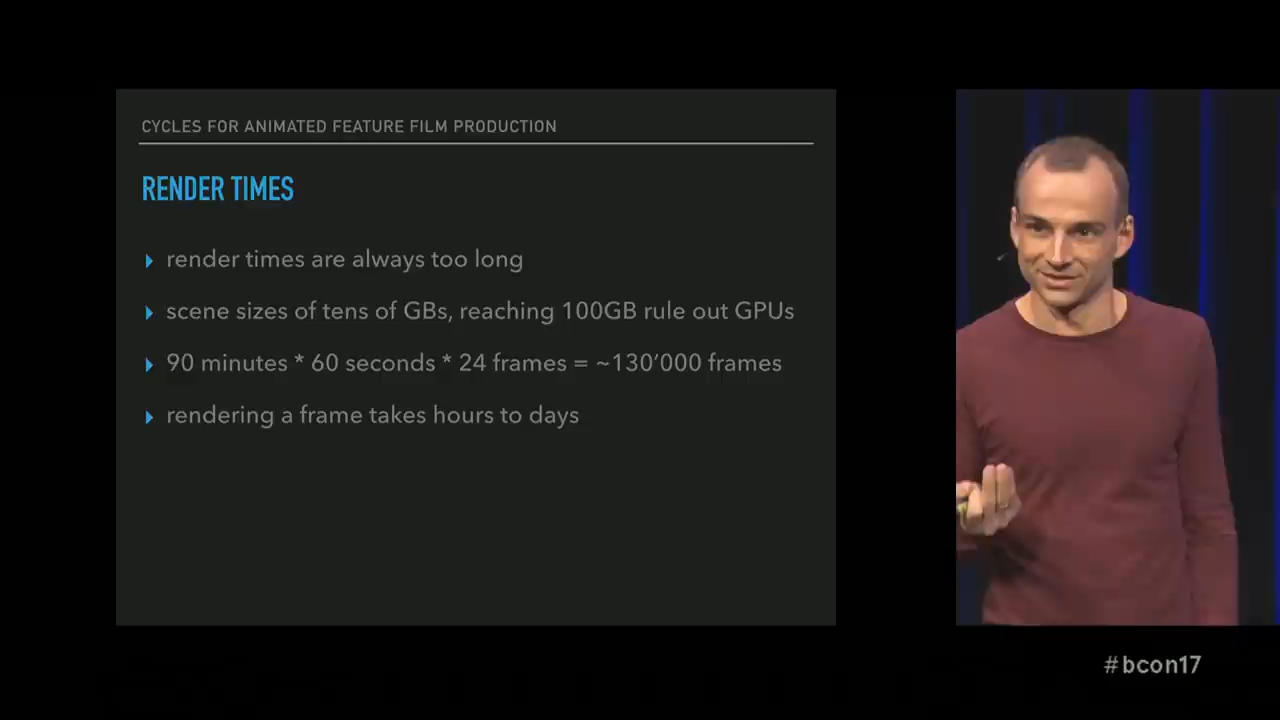 CYCLES FOR ANIMATED FEATURE FILM PRODUCTION
RENDER TIMES
render times are always too long
scene sizes of tens of GBs, reaching 100GB rule out GPUs
90 minutes * 60 seconds * 24 frames = ~130’000 frames
rendering a frame takes hours to days
#bcon17